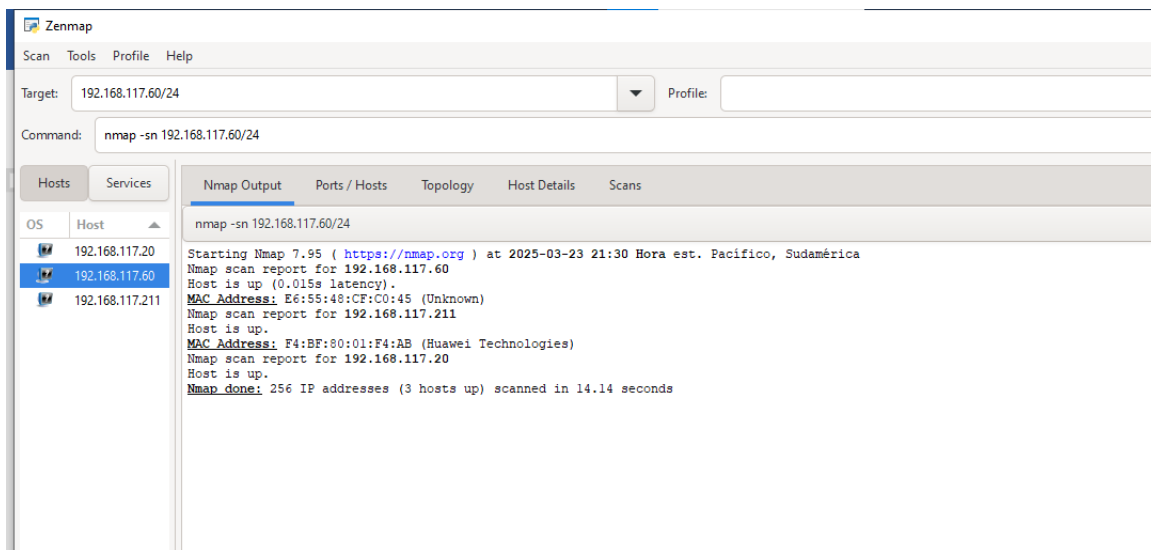 Zenmap
Scan Tools Profile Help
Target: 192.168.117.60/24 Profile:
Command: nmap -sn 192.168.117.60/24
Hosts Services
Nmap Output Ports / Hosts Topology Host Details Scans
OS Host
nmap -sn 192.168.117.60/24
192.168.117.20
192.168.117.60
192.168.117.211
Starting Nmap 7.95 ( https://nmap.org ) at 2025-03-23 21:30 Hora est. Pacífico, Sudamérica
Nmap scan report for 192.168.117.60
Host is up (0.015s latency).
MAC Address: E6:55:48:CF:C0:45 (Unknown)
Nmap scan report for 192.168.117.211
Host is up.
MAC Address: F4:BF:80:01:F4:AB (Huawei Technologies)
Nmap scan report for 192.168.117.20
Host is up.
Nmap done: 256 IP addresses (3 hosts up) scanned in 14.14 seconds